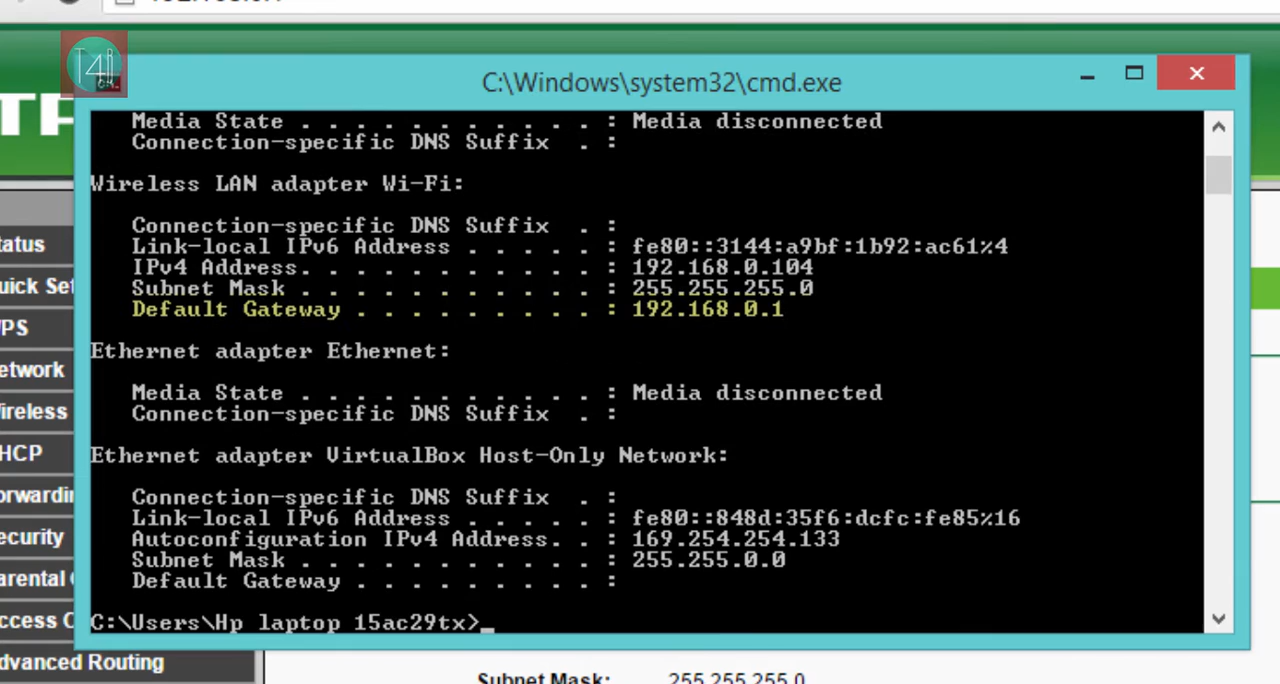 C:\Windows\system32\cmd.exe
Media State . . . . . . . . . . . : Media disconnected
Connection-specific DNS Suffix  . :
Wireless LAN adapter Wi-Fi:
Connection-specific DNS Suffix  . :
Link-local IPv6 Address . . . . . : fe80::3144:a9bf:1b92:ac61%4
IPv4 Address. . . . . . . . . . . : 192.168.0.104
Subnet Mask . . . . . . . . . . . : 255.255.255.0
Default Gateway . . . . . . . . . : 192.168.0.1
Ethernet adapter Ethernet:
Media State . . . . . . . . . . . : Media disconnected
Connection-specific DNS Suffix  . :
Ethernet adapter VirtualBox Host-Only Network:
Connection-specific DNS Suffix  . :
Link-local IPv6 Address . . . . . : fe80::848d:35f6:dcfc:fe85%16
Autoconfiguration IPv4 Address. . : 169.254.254.133
Subnet Mask . . . . . . . . . . . : 255.255.0.0
Default Gateway . . . . . . . . . :
C:\Users\Hp laptop 15ac29tx>_
TP
tatus
uick Set
PS
etwork
ireless
HCP
orwardin
ecurity
arental
ccess C
dvanced Routing
Subnet Mask: 255.255.255.0